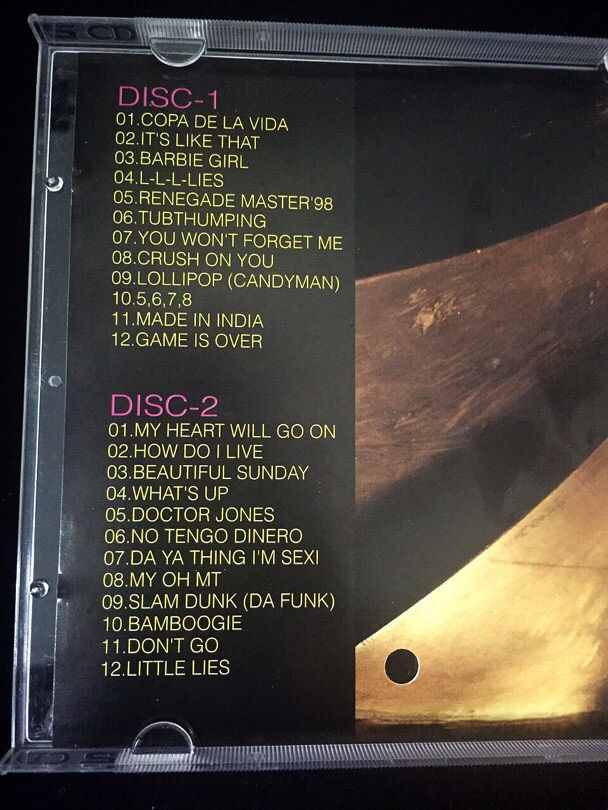 5 CD
DISC-1
01.COPA DE LA VIDA
02.IT'S LIKE THAT
03.BARBIE GIRL
04.L-L-L-LIES
05.RENEGADE MASTER'98
06.TUBTHUMPING
07.YOU WON'T FORGET ME
08.CRUSH ON YOU
09.LOLLIPOP (CANDYMAN)
10.5,6,7,8
11.MADE IN INDIA
12.GAME IS OVER
DISC-2
01.MY HEART WILL GO ON
02.HOW DO I LIVE
03.BEAUTIFUL SUNDAY
04.WHAT'S UP
05.DOCTOR JONES
06.NO TENGO DINERO
07.DA YA THING I'M SEXI
08.MY OH MT
09.SLAM DUNK (DA FUNK)
10.BAMBOOGIE
11.DON'T GO
12.LITTLE LIES